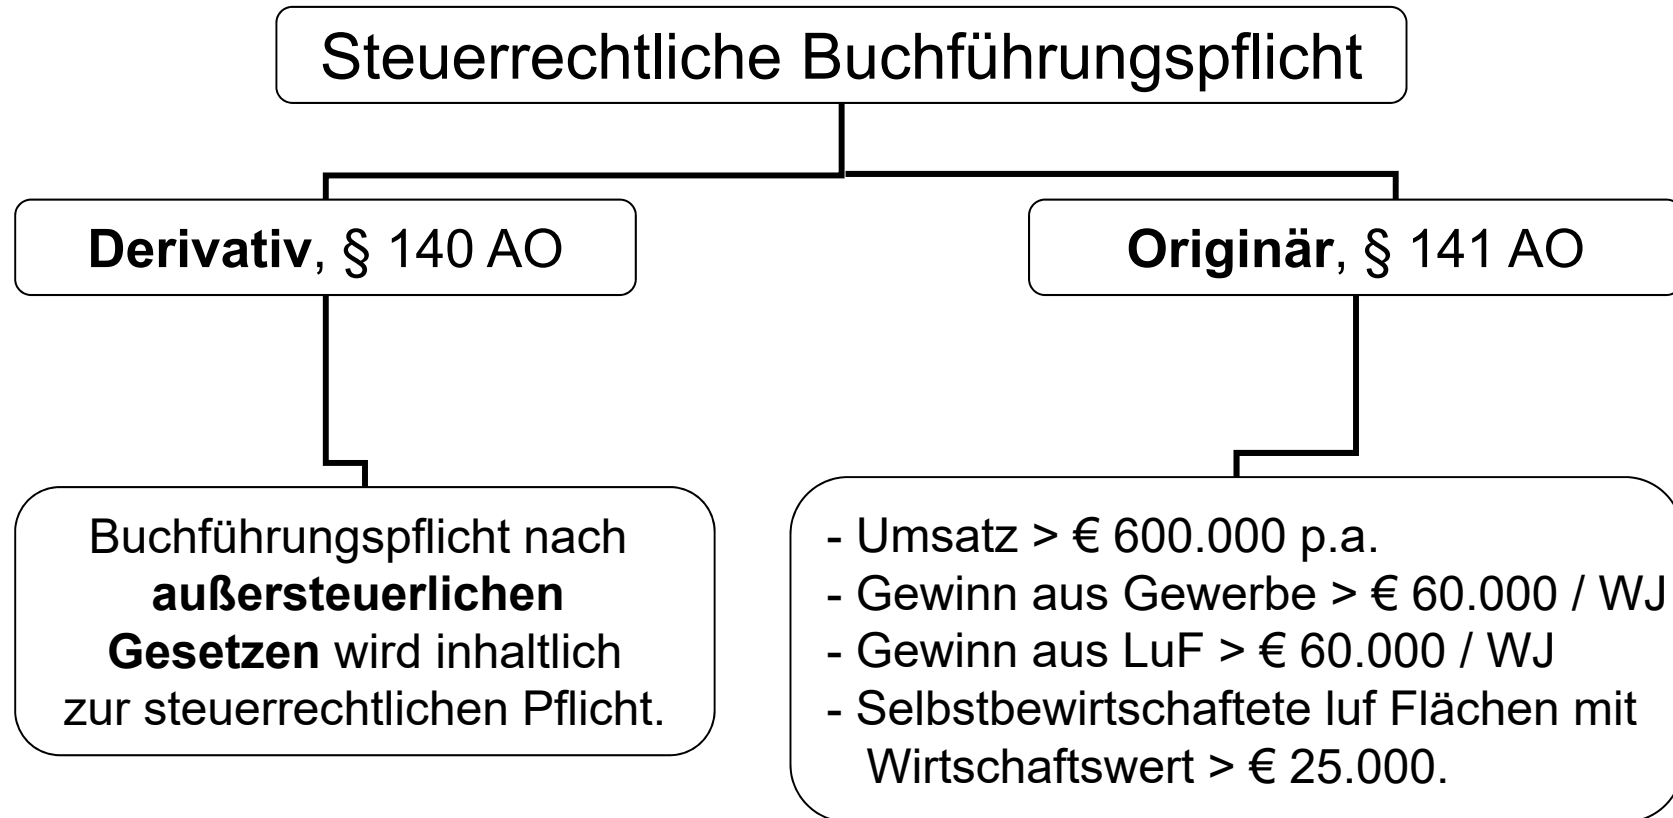 Steuerrechtliche Buchführungspflicht
Derivativ, § 140 AO
Originär, § 141 AO
Buchführungspflicht nach
außersteuerlichen
Gesetzen wird inhaltlich
zur steuerrechtlichen Pflicht.
- Umsatz > € 600.000 p.a.
- Gewinn aus Gewerbe > € 60.000 / WJ
- Gewinn aus LuF > € 60.000 / WJ
- Selbstbewirtschaftete luf Flächen mit
Wirtschaftswert > € 25.000.